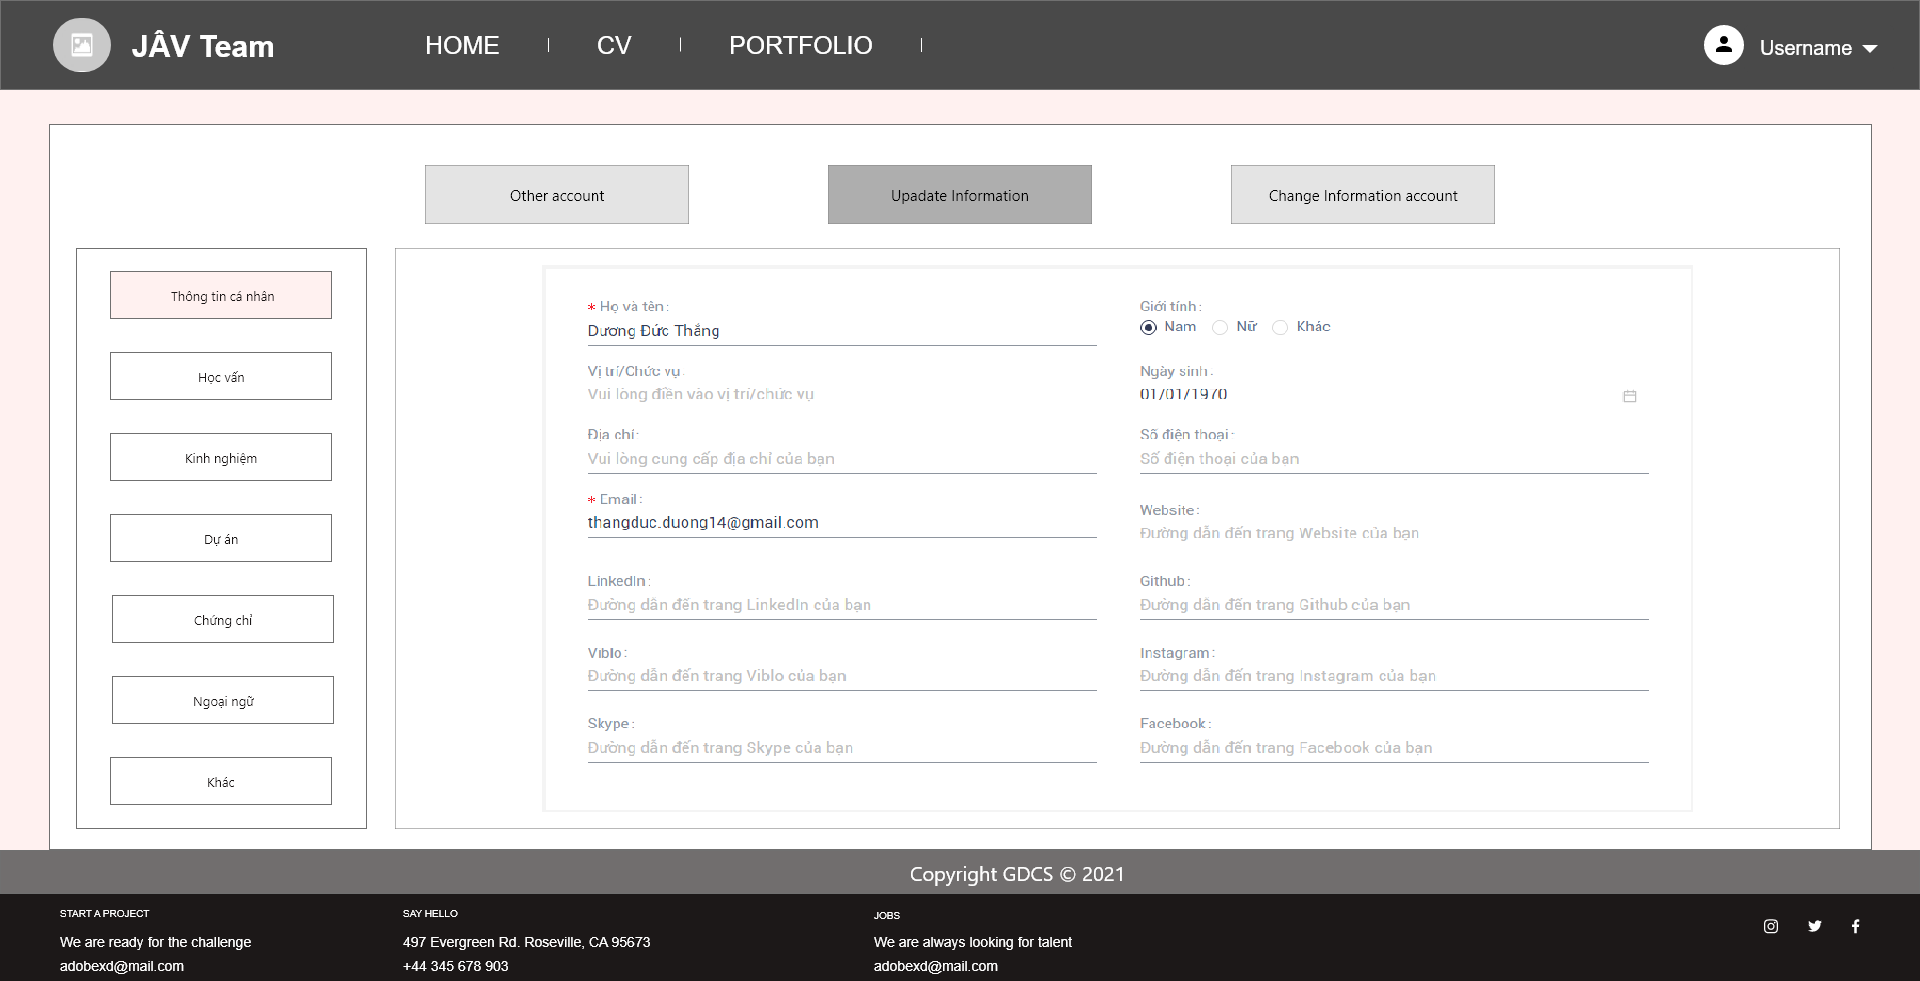 JÂV Team
HOME
CV
PORTFOLIO
Username
Other account
Upadate Information
Change Information account
Thông tin cá nhân
Học vấn
Kinh nghiệm
Dự án
Chứng chỉ
Ngoại ngữ
Khác
* Họ và tên:
Dương Đức Thắng
Giới tính:
Nam
Nữ
Khác
Vị trí/Chức vụ:
Vui lòng điền vào vị trí/chức vụ
Ngày sinh:
01/01/1970
Địa chỉ:
Vui lòng cung cấp địa chỉ của bạn
Số điện thoại:
Số điện thoại của bạn
* Email:
thangduc.duong14@gmail.com
Website:
Đường dẫn đến trang Website của bạn
LinkedIn:
Đường dẫn đến trang LinkedIn của bạn
Github:
Đường dẫn đến trang Github của bạn
Viblo:
Đường dẫn đến trang Viblo của bạn
Instagram:
Đường dẫn đến trang Instagram của bạn
Skype:
Đường dẫn đến trang Skype của bạn
Facebook:
Đường dẫn đến trang Facebook của bạn
Copyright GDCS © 2021
START A PROJECT
We are ready for the challenge
adobexd@mail.com
SAY HELLO
497 Evergreen Rd. Roseville, CA 95673
+44 345 678 903
JOBS
We are always looking for talent
adobexd@mail.com